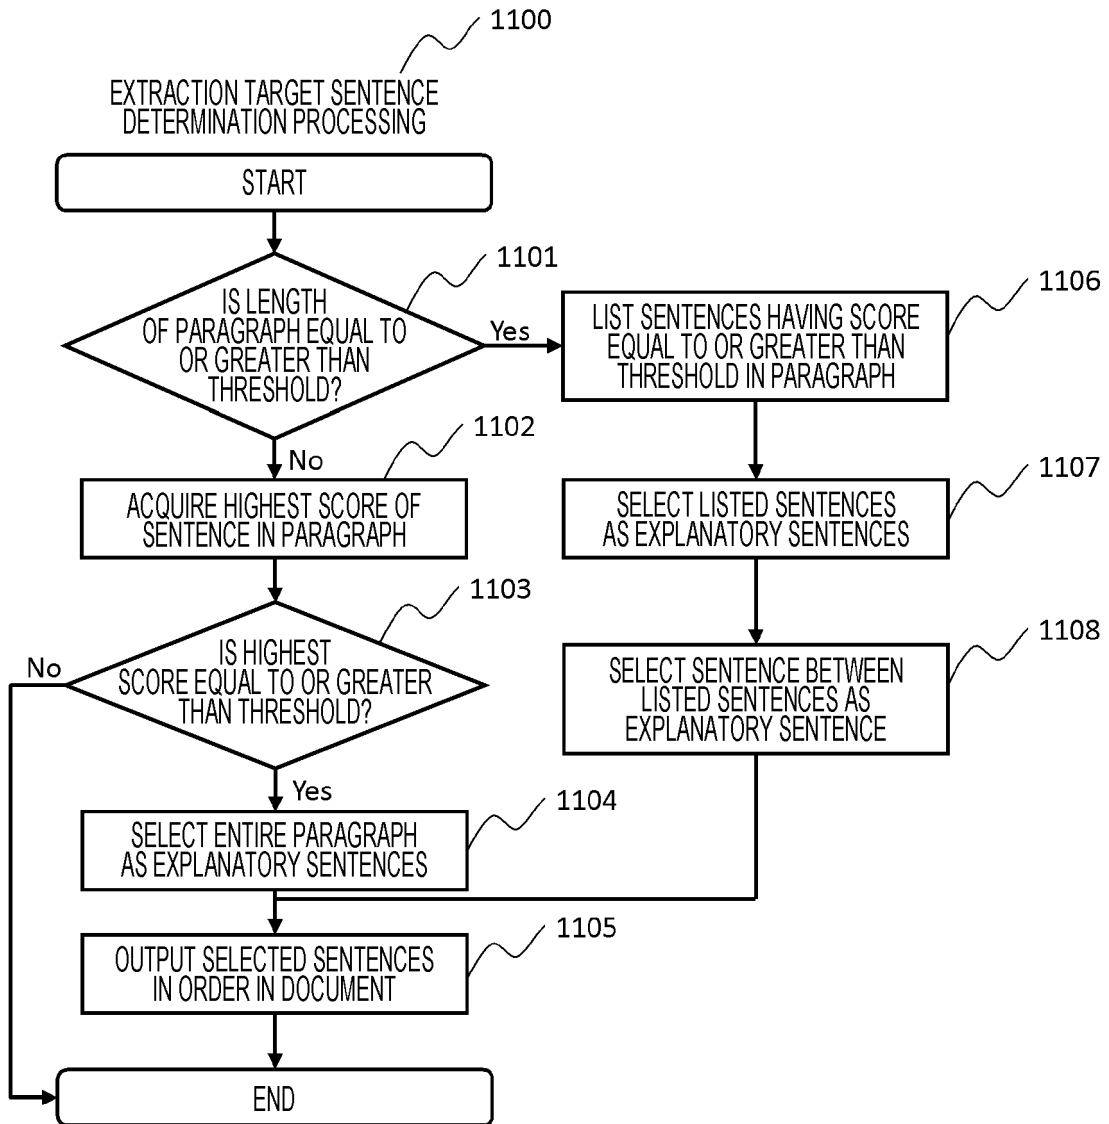 1100
EXTRACTION TARGET SENTENCE
DETERMINATION PROCESSING
START
1101
IS LENGTH
OF PARAGRAPH EQUAL TO
OR GREATER THAN
THRESHOLD?
Yes
No
1106
LIST SENTENCES HAVING SCORE
EQUAL TO OR GREATER THAN
THRESHOLD IN PARAGRAPH
1102
ACQUIRE HIGHEST SCORE OF
SENTENCE IN PARAGRAPH
1107
SELECT LISTED SENTENCES
AS EXPLANATORY SENTENCES
1103
IS HIGHEST
SCORE EQUAL TO OR GREATER
THAN THRESHOLD?
No
Yes
1108
SELECT SENTENCE BETWEEN
LISTED SENTENCES AS
EXPLANATORY SENTENCE
1104
SELECT ENTIRE PARAGRAPH
AS EXPLANATORY SENTENCES
1105
OUTPUT SELECTED SENTENCES
IN ORDER IN DOCUMENT
END